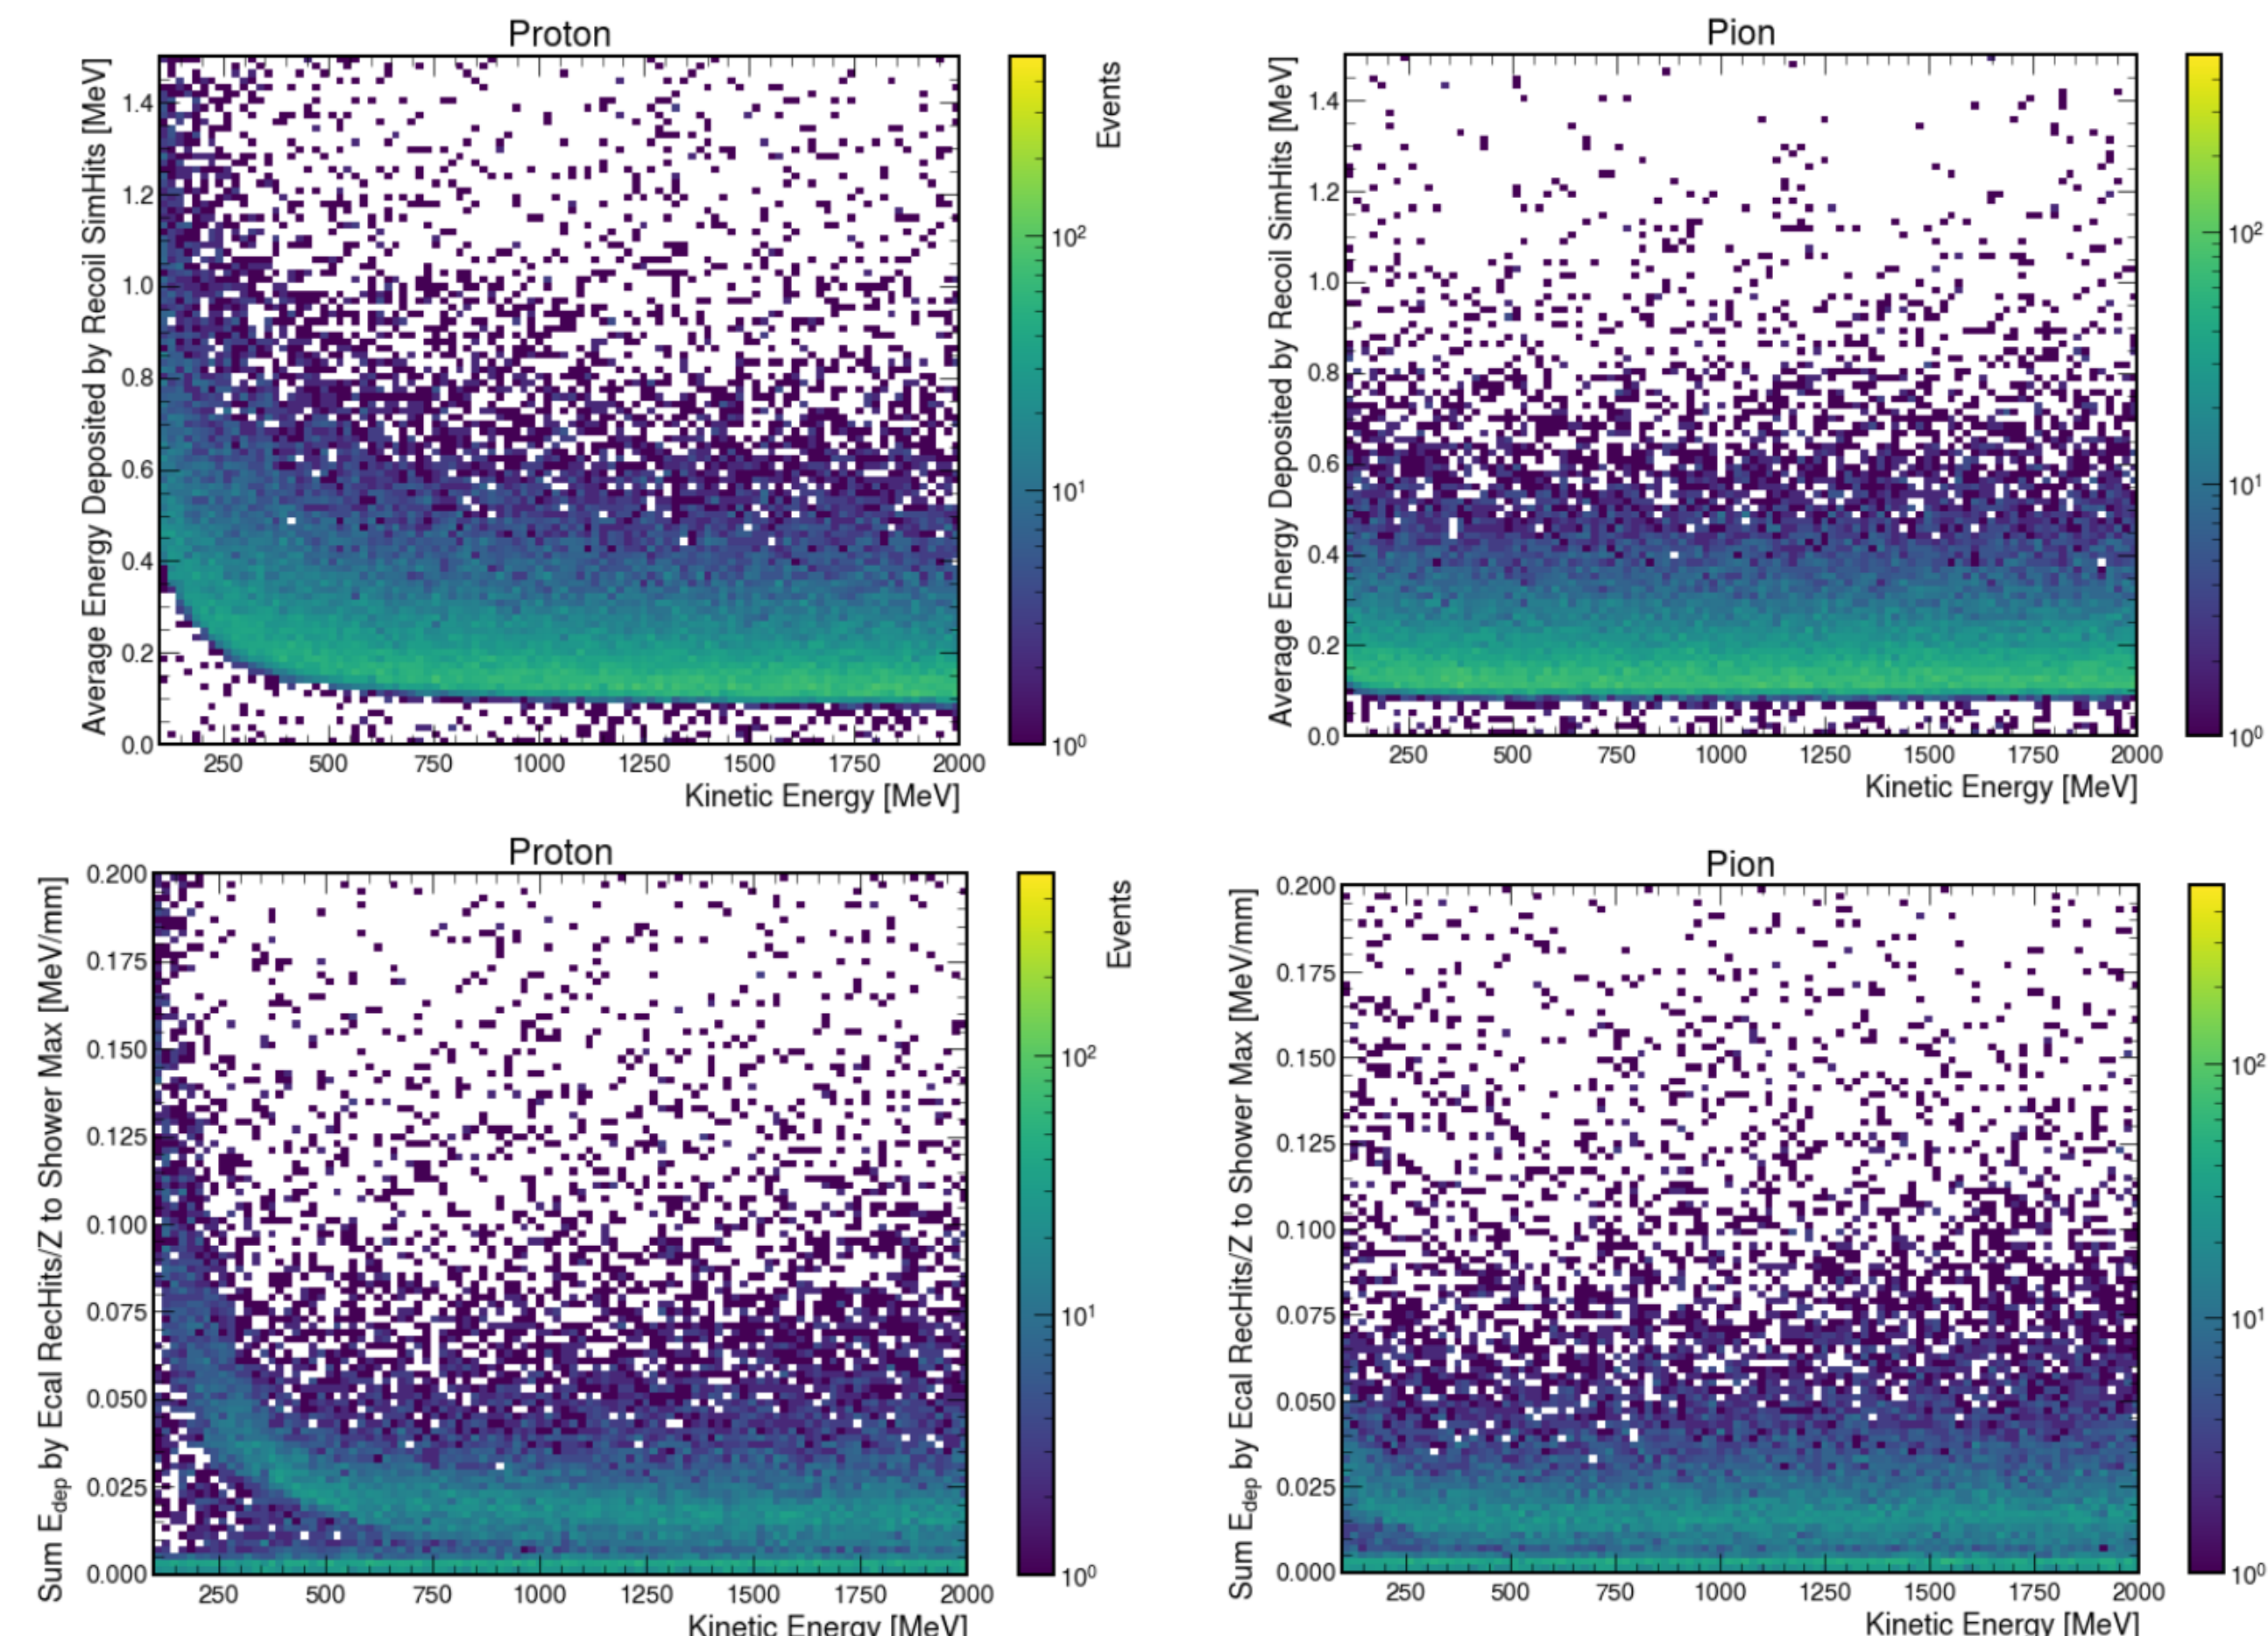 Proton
Average Energy Deposited by Recoil SimHits [MeV]
1.4
1.2
1.0
0.8
0.6
0.4
0.2
0.0
250 500 750 1000 1250 1500 1750 2000
Kinetic Energy [MeV]
Events
10²
10¹
10⁰
Pion
Average Energy Deposited by Recoil SimHits [MeV]
1.4
1.2
1.0
0.8
0.6
0.4
0.2
0.0
250 500 750 1000 1250 1500 1750 2000
Kinetic Energy [MeV]
10²
10¹
10⁰
Proton
Sum E_dep by Ecal RecHits/Z to Shower Max [MeV/mm]
0.200
0.175
0.150
0.125
0.100
0.075
0.050
0.025
0.000
250 500 750 1000 1250 1500 1750 2000
Kinetic Energy [MeV]
Events
10²
10¹
10⁰
Pion
Sum E_dep by Ecal RecHits/Z to Shower Max [MeV/mm]
0.200
0.175
0.150
0.125
0.100
0.075
0.050
0.025
0.000
250 500 750 1000 1250 1500 1750 2000
Kinetic Energy [MeV]
10²
10¹
10⁰